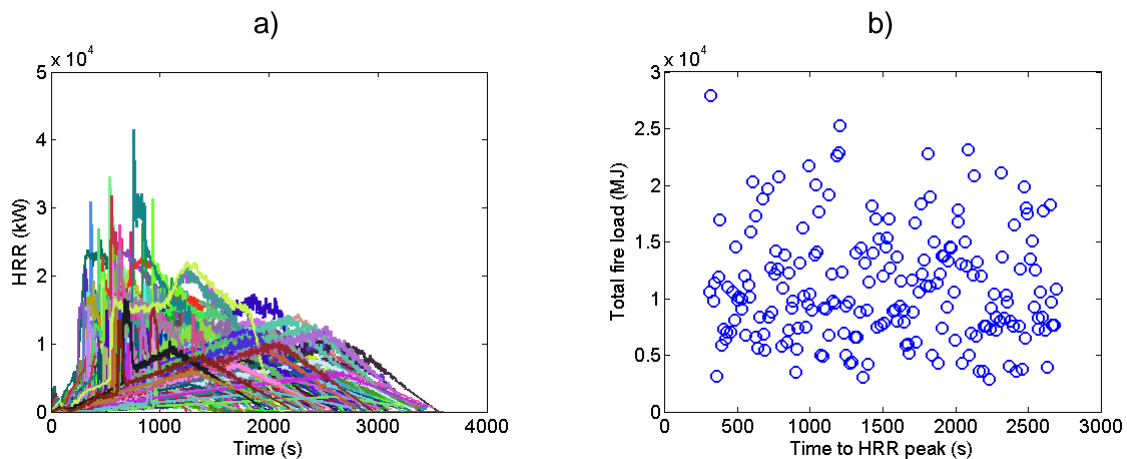 a)
5 x 10^4
4
3
2
1
0
HRR (kW)
0 1000 2000 3000 4000
Time (s)
b)
3 x 10^4
2.5
2
1.5
1
0.5
0
Total fire load (MJ)
0 500 1000 1500 2000 2500 3000
Time to HRR peak (s)